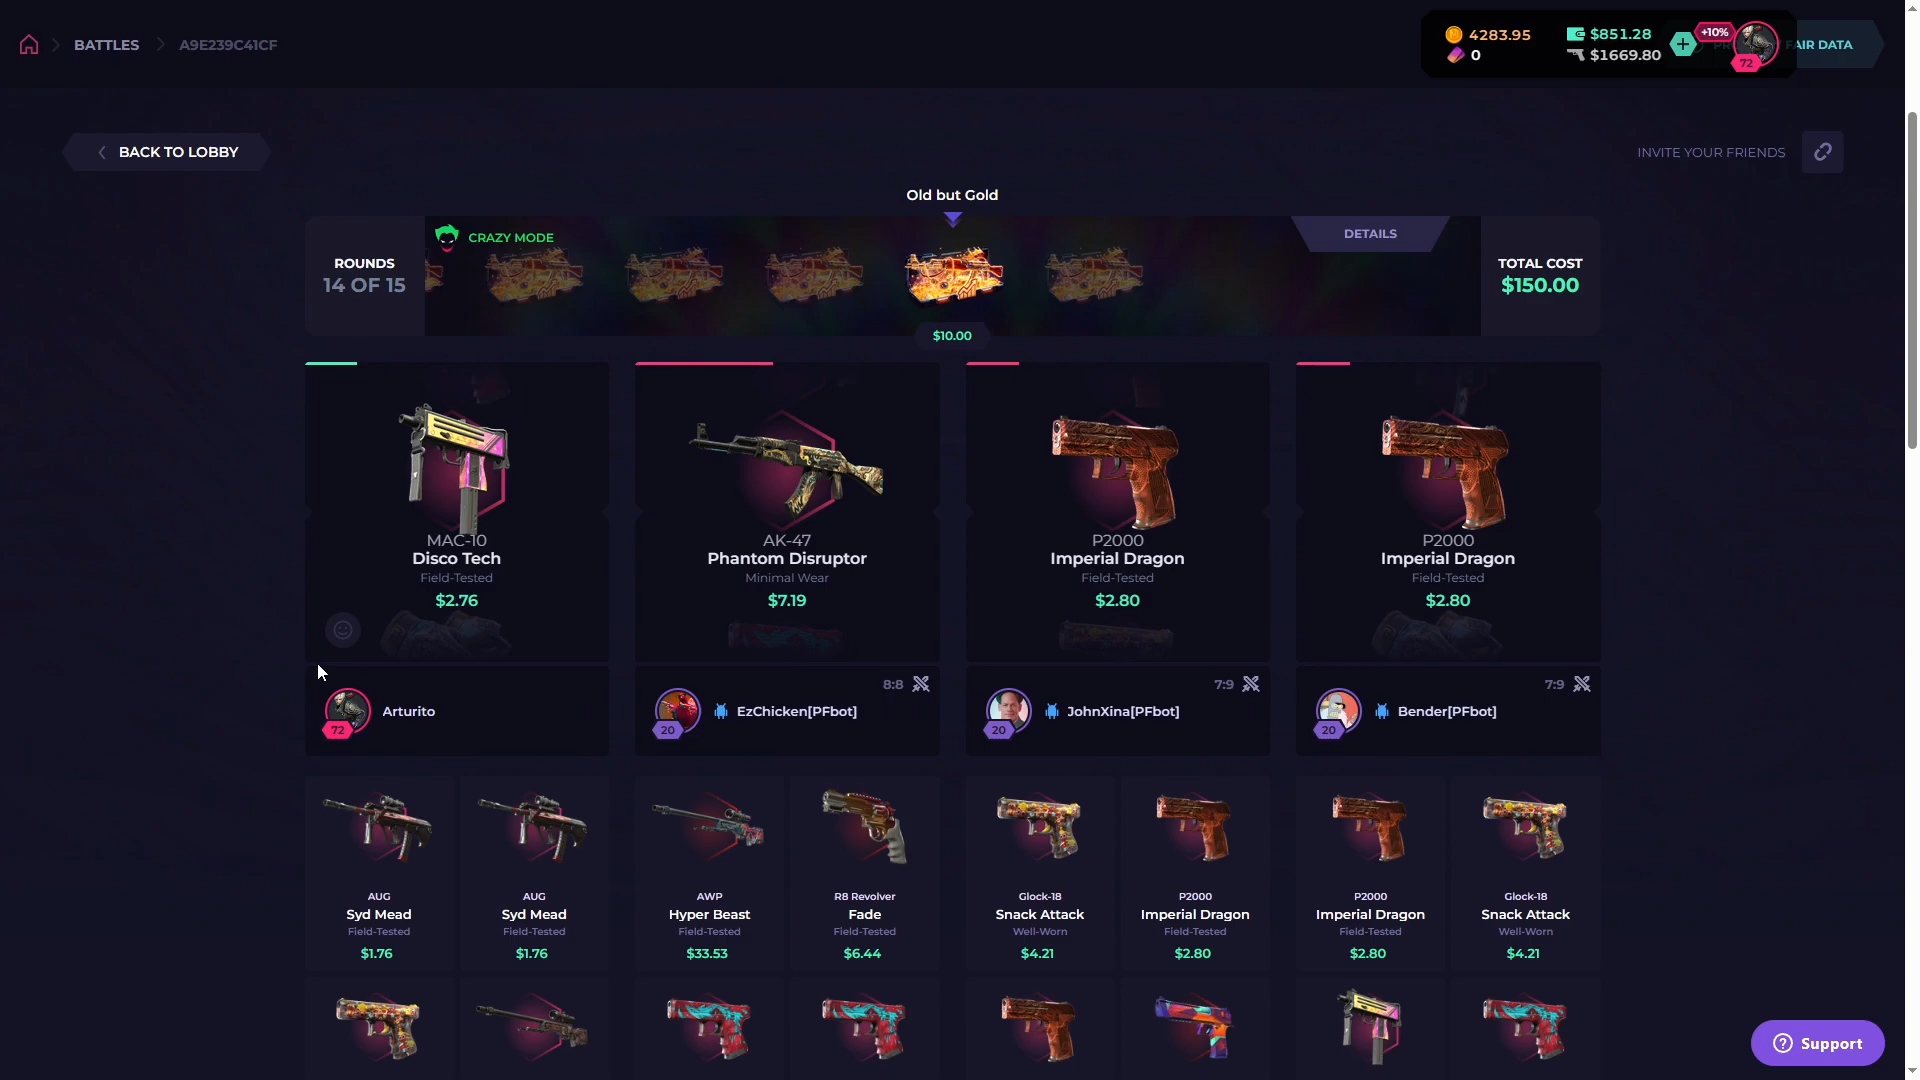 BATTLES
A9E239C41CF
4283.95
0
$851.28
$1669.80
+10%
72
AIR DATA
BACK TO LOBBY
INVITE YOUR FRIENDS
Old but Gold
ROUNDS
14 OF 15
CRAZY MODE
DETAILS
TOTAL COST
$150.00
$10.00
MAC-10
Disco Tech
Field-Tested
$2.76
AK-47
Phantom Disruptor
Minimal Wear
$7.19
P2000
Imperial Dragon
Field-Tested
$2.80
P2000
Imperial Dragon
Field-Tested
$2.80
72
Arturito
8:8
20
EzChicken[PFbot]
7:9
20
JohnXina[PFbot]
7:9
20
Bender[PFbot]
AUG
Syd Mead
Field-Tested
$1.76
AUG
Syd Mead
Field-Tested
$1.76
AWP
Hyper Beast
Field-Tested
$33.53
R8 Revolver
Fade
Field-Tested
$6.44
Glock-18
Snack Attack
Well-Worn
$4.21
P2000
Imperial Dragon
Field-Tested
$2.80
P2000
Imperial Dragon
Field-Tested
$2.80
Glock-18
Snack Attack
Well-Worn
$4.21
Support